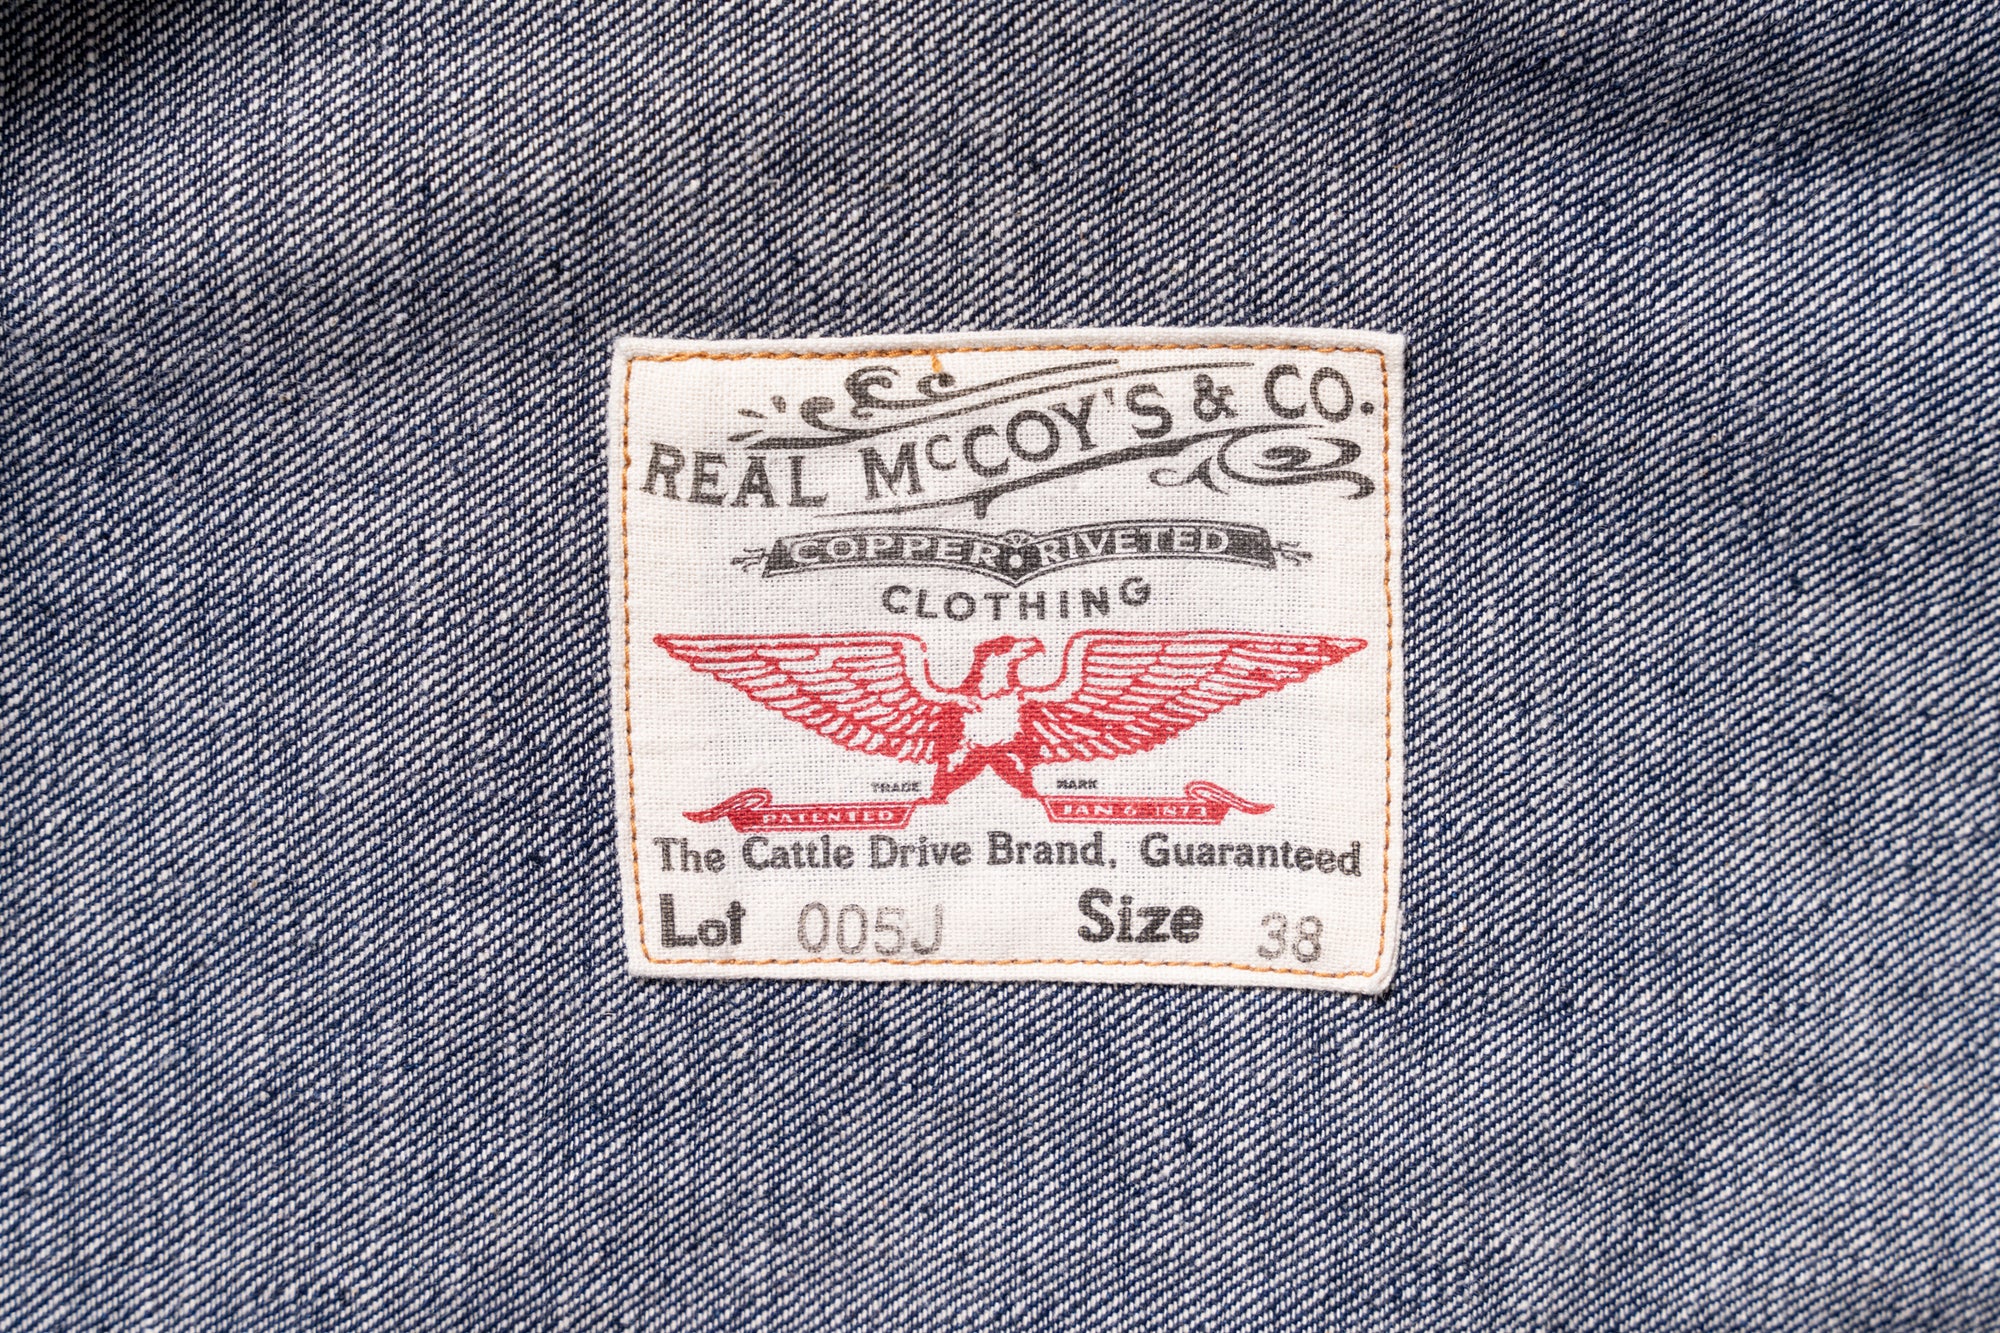 REAL McCOY'S & CO.
COPPER RIVETED
CLOTHING
TRADE MARK
PATENTED JAN 6 1873
The Cattle Drive Brand, Guaranteed
Lot 005J Size 38